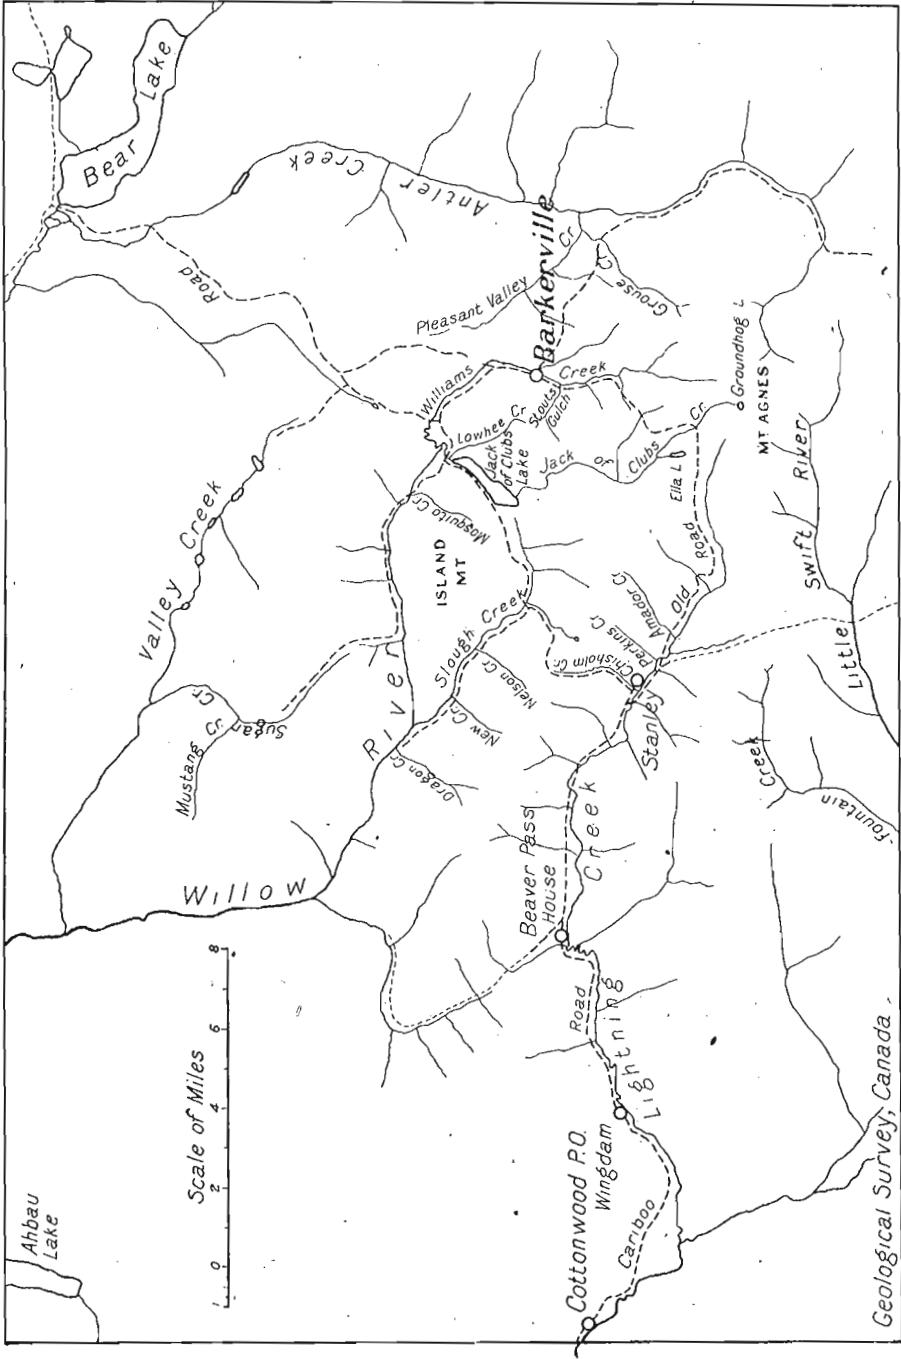 Bear
Lake
Antler
Creek
Road
Pleasant Valley
Cr
Barkerville
Grouse Cr
Williams
Creek
Lowhee Cr
Stouts
Gulch
Jack
of Clubs
Lake
Jack
of
Clubs
Cr
Groundhog L
MT AGNES
Ella L
Valley Creek
Mosquito Cr
ISLAND
MT
Swift River
Little
Old
Road
Amador Cr
Perkins Cr
Chisholm Cr
Slough Creek
Nelson Cr
New Cr
Dragon Cr
Stanley
Sugar
Cr
Mustang
Cr
Willow
River
Creek
Fountain
Beaver Pass
House
Lightning
Creek
Road
Cottonwood P.O.
Wingdam
Cariboo
Ahbau
Lake
Scale of Miles
1 0 2 4 6 8
Geological Survey, Canada.